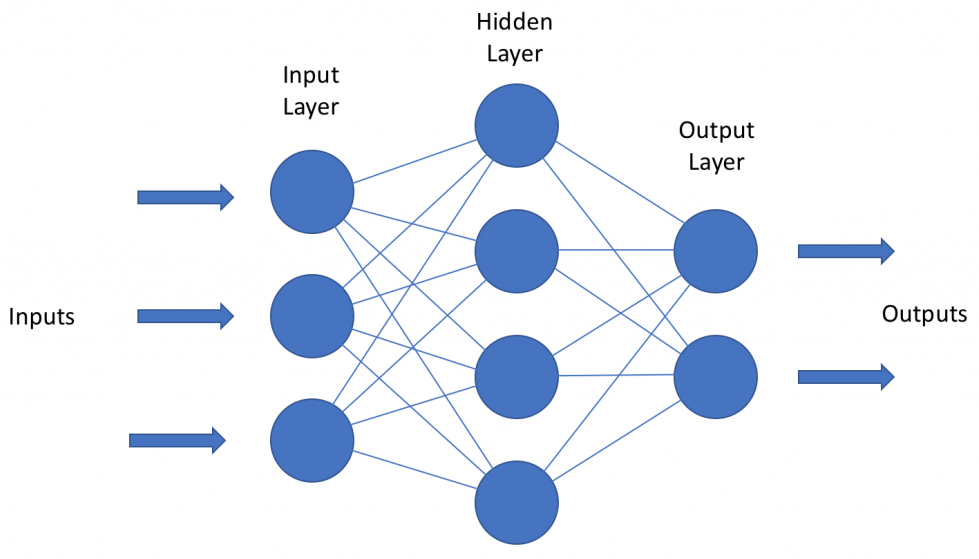 Hidden
Layer
Input
Layer
Output
Layer
Inputs
Outputs